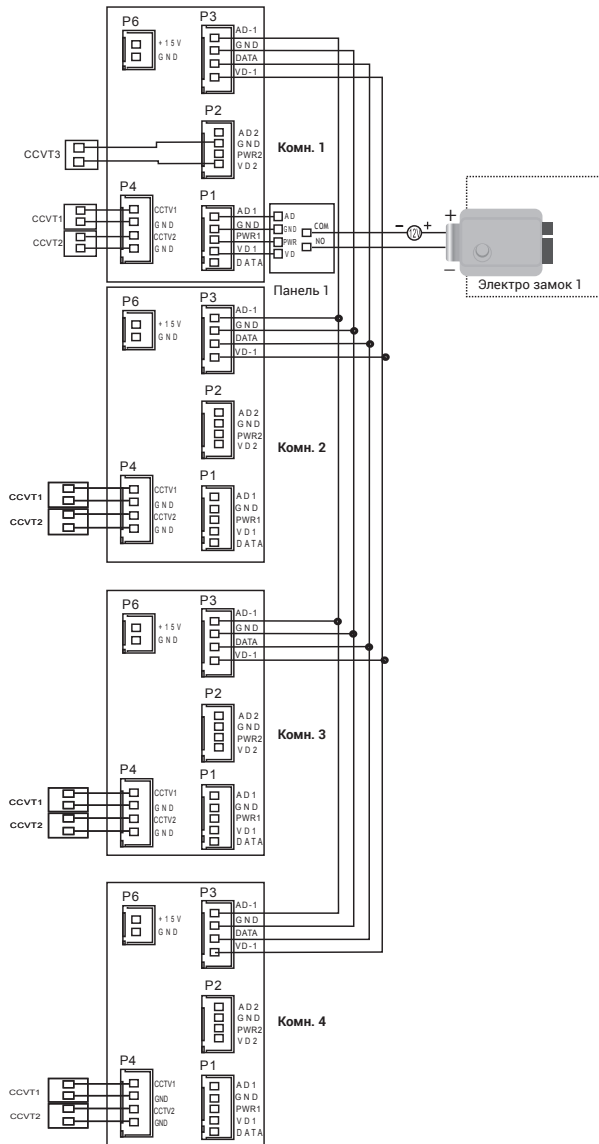 P6
+15V
GND
P3
AD-1
GND
DATA
VD-1
P2
AD2
GND
PWR2
VD2
Комн. 1
CCVT3
P4
CCTV1
GND
CCTV2
GND
CCVT1
CCVT2
P1
AD1
GND
PWR1
VD1
DATA
AD
GND
PWR
VD
COM
NO
Панель 1
− 12V +
+
−
Электро замок 1
P6
+15V
GND
P3
AD-1
GND
DATA
VD-1
P2
AD2
GND
PWR2
VD2
Комн. 2
P4
CCTV1
GND
CCTV2
GND
CCVT1
CCVT2
P1
AD1
GND
PWR1
VD1
DATA
P6
+15V
GND
P3
AD-1
GND
DATA
VD-1
P2
AD2
GND
PWR2
VD2
Комн. 3
P4
CCTV1
GND
CCTV2
GND
CCVT1
CCVT2
P1
AD1
GND
PWR1
VD1
DATA
P6
+15V
GND
P3
AD-1
GND
DATA
VD-1
P2
AD2
GND
PWR2
VD2
Комн. 4
P4
CCTV1
GND
CCTV2
GND
CCVT1
CCVT2
P1
AD1
GND
PWR1
VD1
DATA